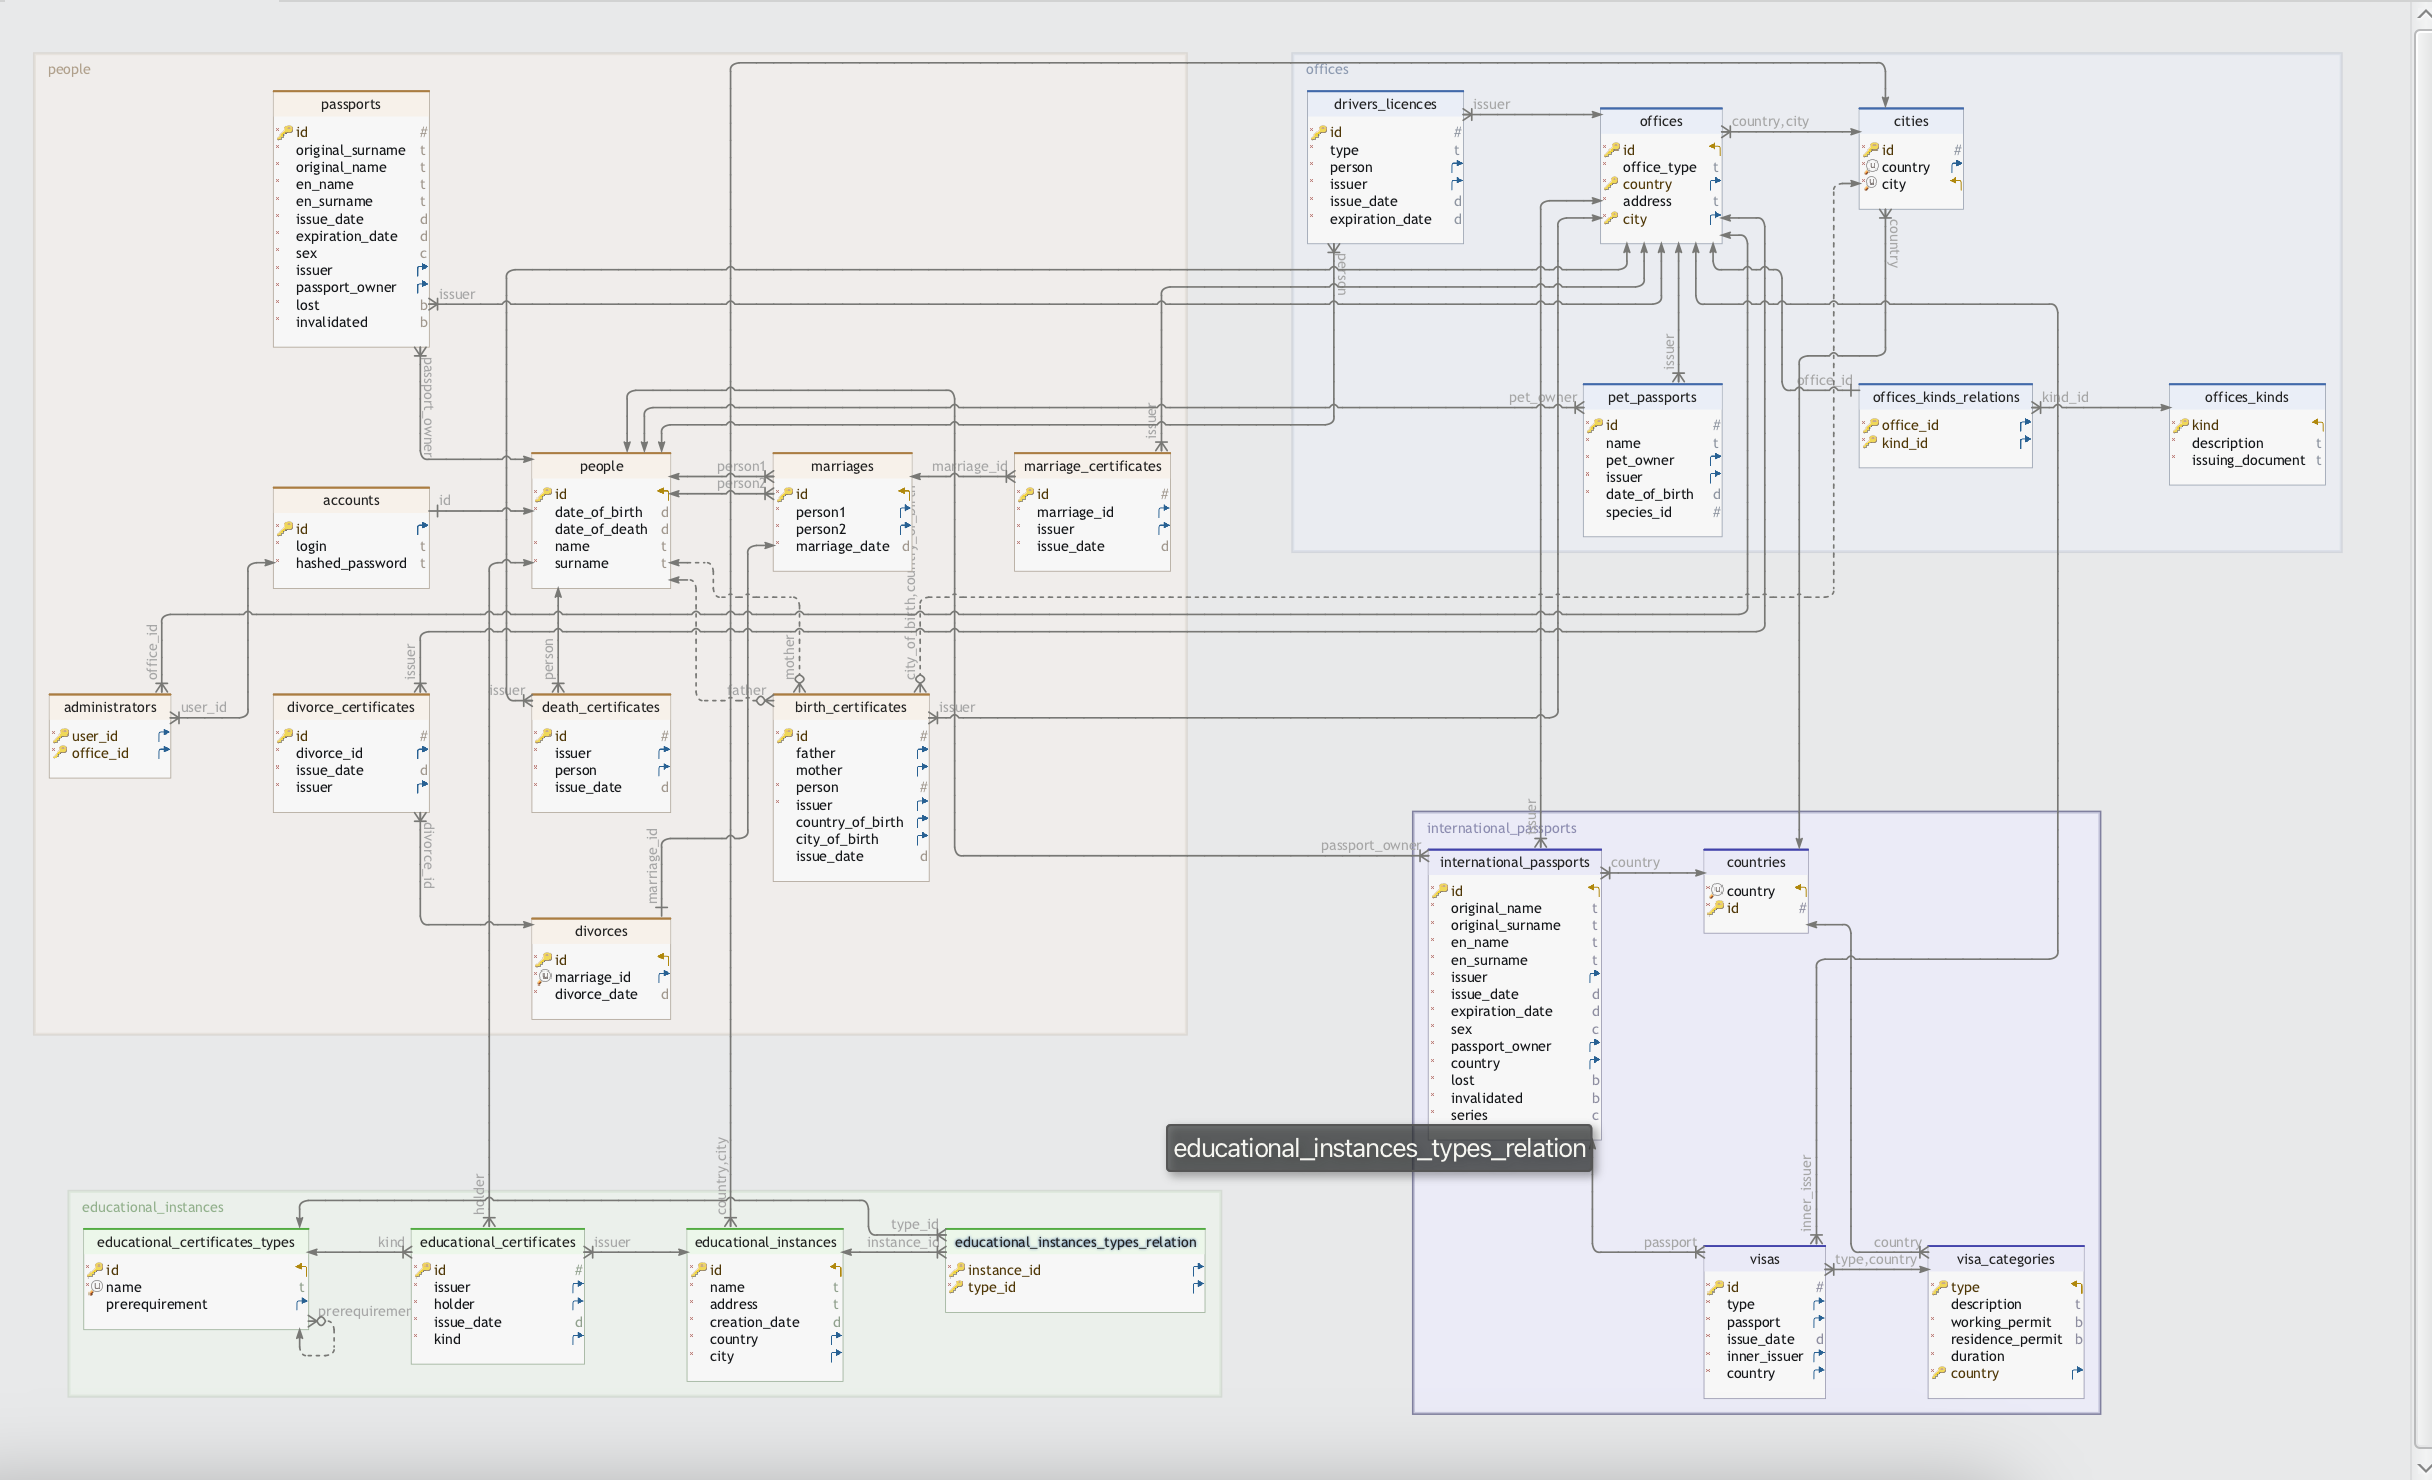 people
passports
id #
original_surname t
original_name t
en_name t
en_surname t
issue_date d
expiration_date d
sex c
issuer
passport_owner
lost b
invalidated b
issuer
passport_owner
accounts
id
login t
hashed_password t
id
people
id
date_of_birth d
date_of_death d
name t
surname t
person1
person2
marriages
id
person1
person2
marriage_date d
marriage_id
marriage_certificates
id #
marriage_id
issuer
issue_date d
issuer
office_id
administrators
user_id
office_id
user_id
issuer
divorce_certificates
id #
divorce_id
issue_date d
issuer
divorce_id
issuer
person
death_certificates
id #
issuer
person
issue_date d
mother
father
birth_certificates
id #
father
mother
person #
issuer
country_of_birth
city_of_birth
issue_date d
issuer
marriage_id
divorces
id
u marriage_id
divorce_date d
offices
drivers_licences
id #
type t
person
issuer
issue_date d
expiration_date d
issuer
person
offices
id
office_type t
country
address t
city
country,city
cities
id #
u country
u city
country
issuer
pet_owner
pet_passports
id #
name t
pet_owner
issuer
date_of_birth d
species_id #
office_id
offices_kinds_relations
office_id
kind_id
kind_id
offices_kinds
kind
description t
issuing_document t
international_passports
issuer
passport_owner
international_passports
id
original_name t
original_surname t
en_name t
en_surname t
issuer
issue_date d
expiration_date d
sex c
passport_owner
country
lost b
invalidated b
series c
country
countries
u country
id #
educational_instances_types_relation
inner_issuer
passport
visas
id #
type
passport
issue_date d
inner_issuer
country
country
type,country
visa_categories
type
description t
working_permit b
residence_permit b
duration
country
educational_instances
educational_certificates_types
id
u name t
prerequirement
prerequiremer
kind
holder
educational_certificates
id #
issuer
holder
issue_date d
kind
issuer
country,city
educational_instances
id
name t
address t
creation_date d
country
city
type_id
instance_id
educational_instances_types_relation
instance_id
type_id